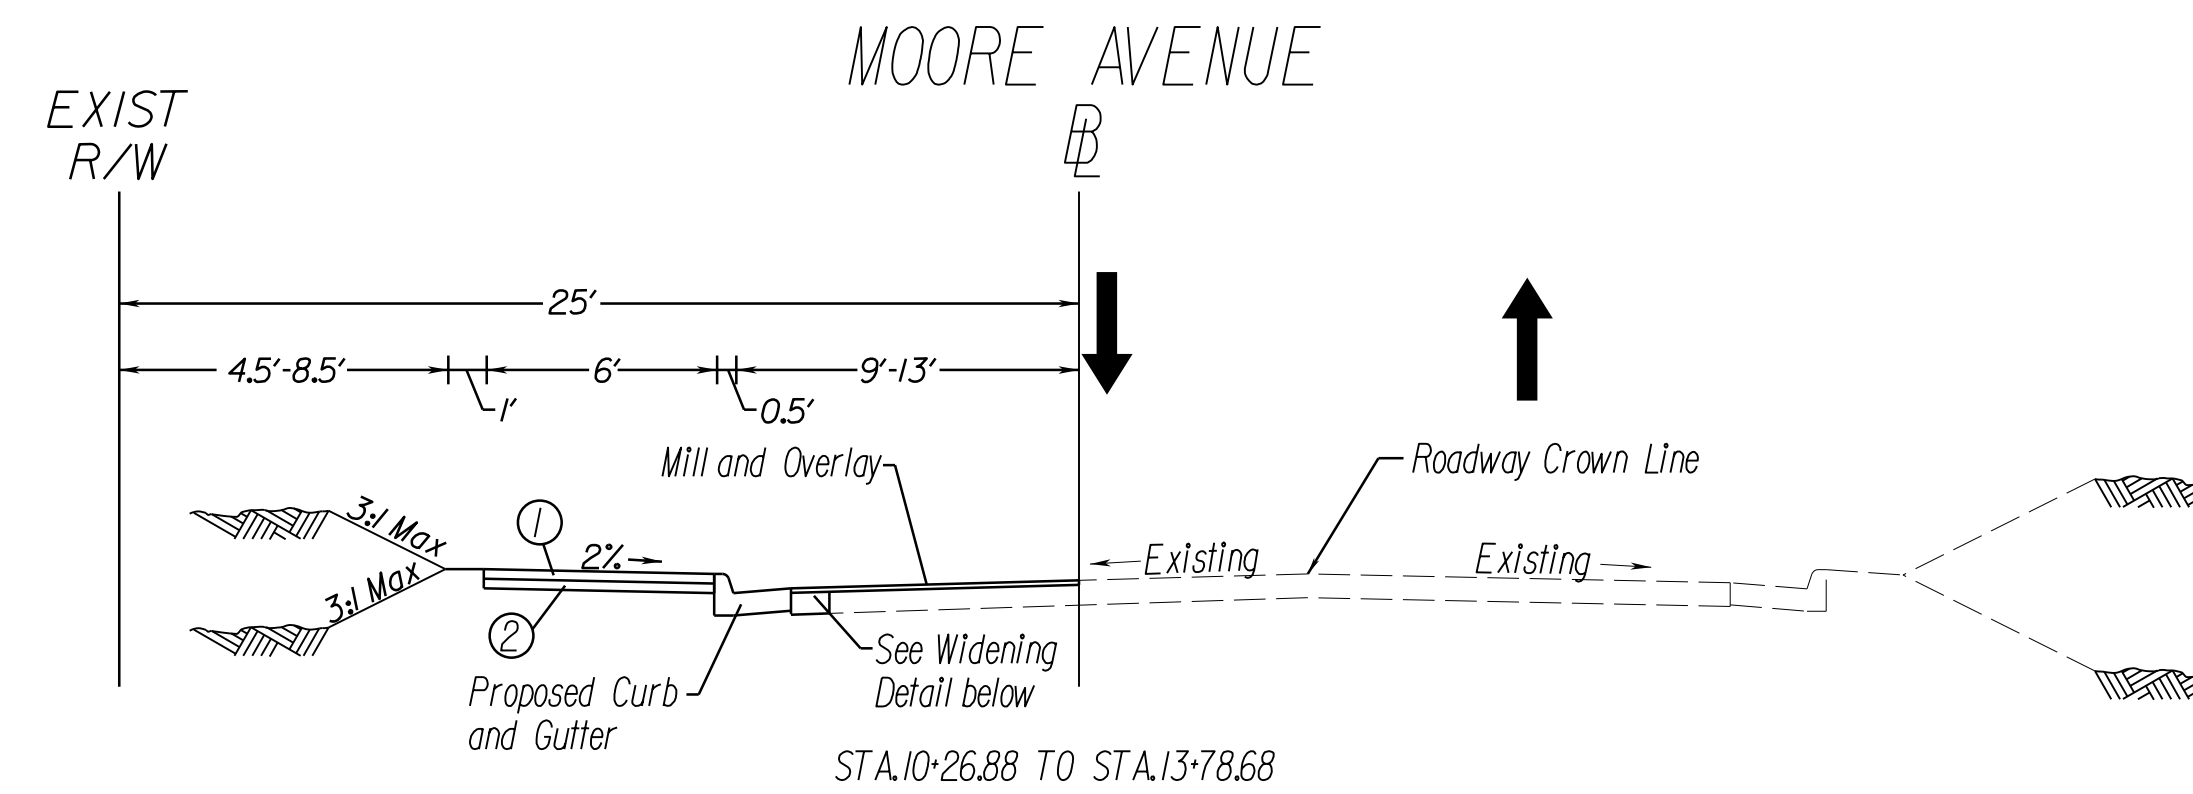 MOORE AVENUE
EXIST
R/W
BL
25'
4.5'-8.5'
6'
9'-13'
1'
0.5'
Mill and Overlay
Roadway Crown Line
3:1 Max
1
2%
Existing
Existing
3:1 Max
2
See Widening
Detail below
Proposed Curb
and Gutter
STA.10+26.88 TO STA.13+78.68